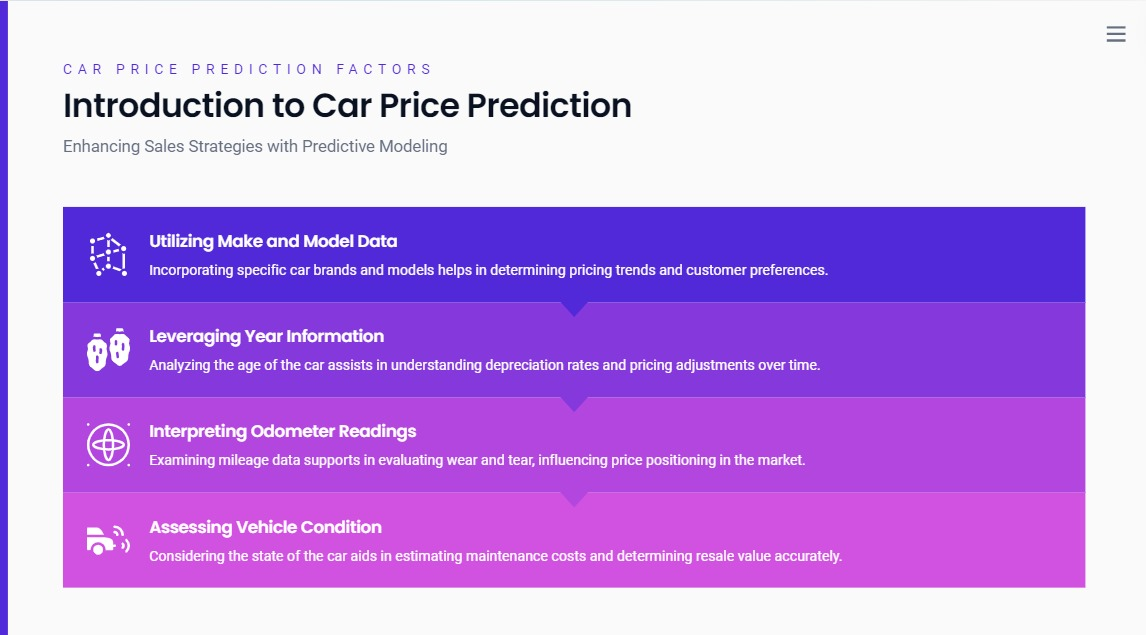 CAR PRICE PREDICTION FACTORS
Introduction to Car Price Prediction
Enhancing Sales Strategies with Predictive Modeling
Utilizing Make and Model Data
Incorporating specific car brands and models helps in determining pricing trends and customer preferences.
Leveraging Year Information
Analyzing the age of the car assists in understanding depreciation rates and pricing adjustments over time.
Interpreting Odometer Readings
Examining mileage data supports in evaluating wear and tear, influencing price positioning in the market.
Assessing Vehicle Condition
Considering the state of the car aids in estimating maintenance costs and determining resale value accurately.